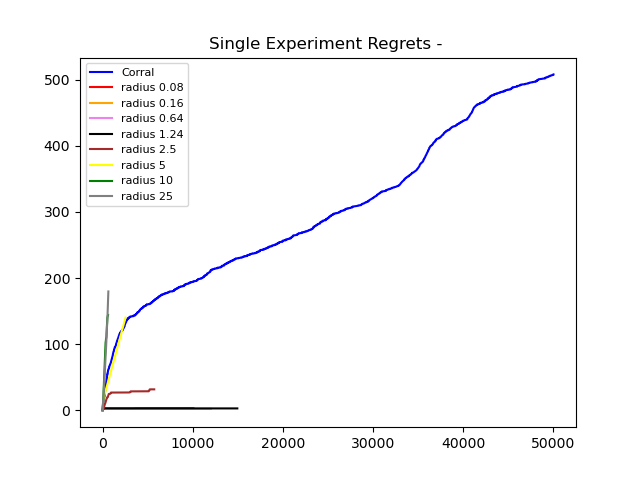 Single Experiment Regrets -
Corral
radius 0.08
radius 0.16
radius 0.64
radius 1.24
radius 2.5
radius 5
radius 10
radius 25
500
400
300
200
100
0
0 10000 20000 30000 40000 50000